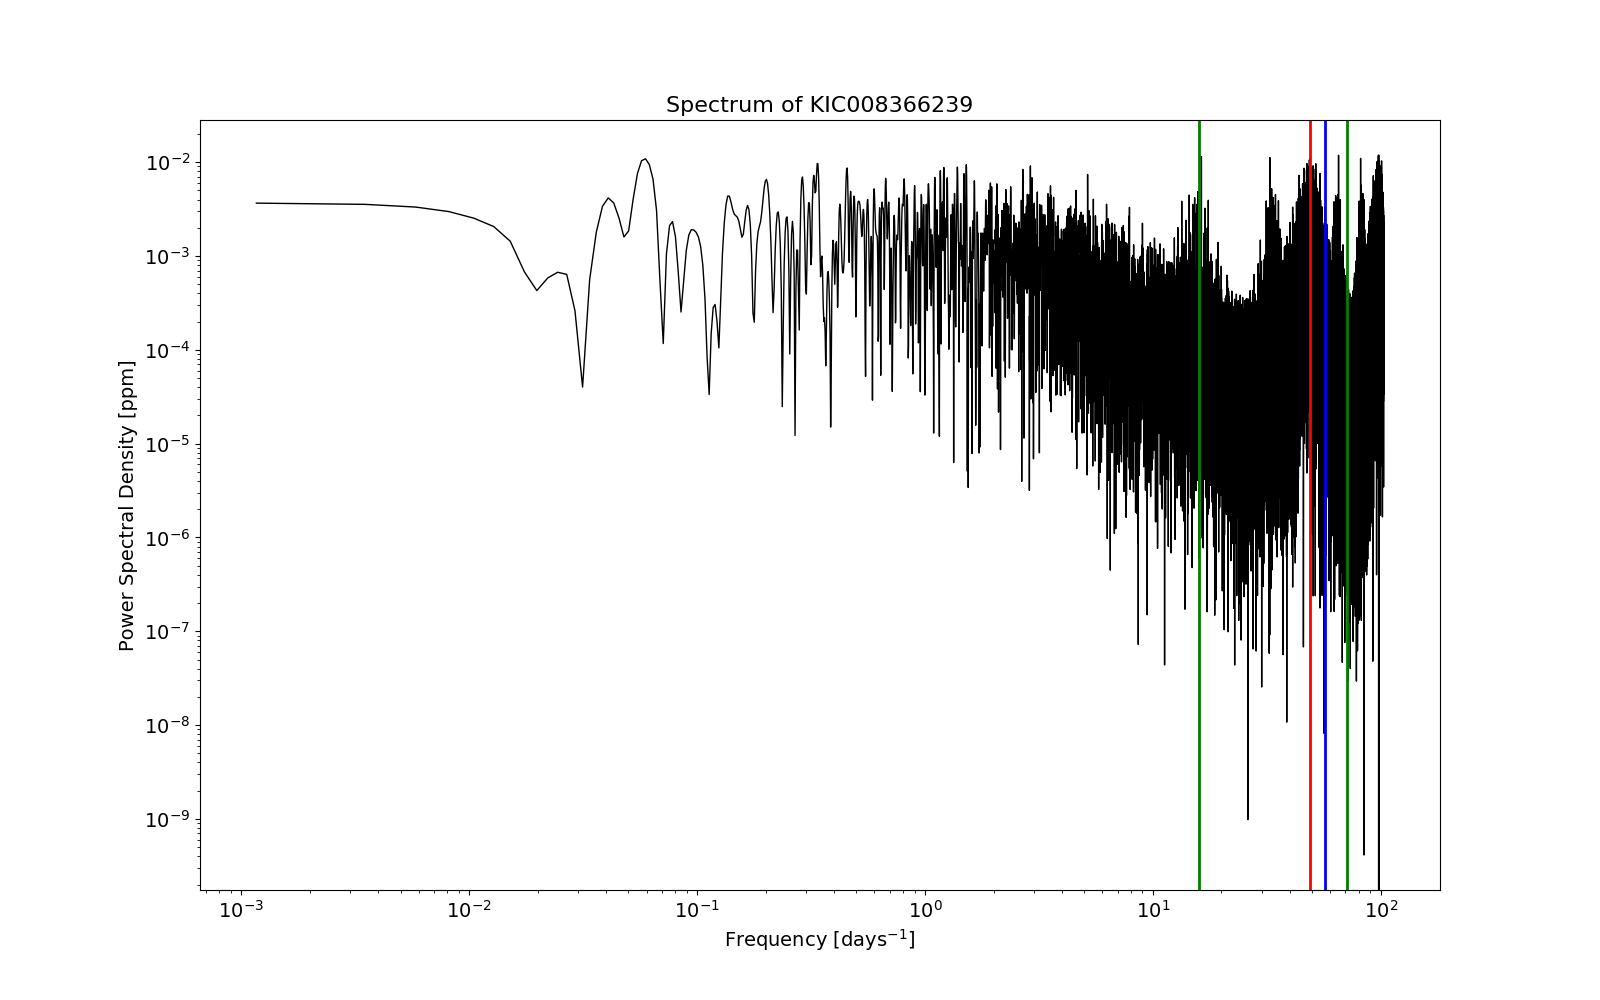 Spectrum of KIC008366239
Power Spectral Density [ppm]
10⁻²
10⁻³
10⁻⁴
10⁻⁵
10⁻⁶
10⁻⁷
10⁻⁸
10⁻⁹
10⁻³ 10⁻² 10⁻¹ 10⁰ 10¹ 10²
Frequency [days⁻¹]